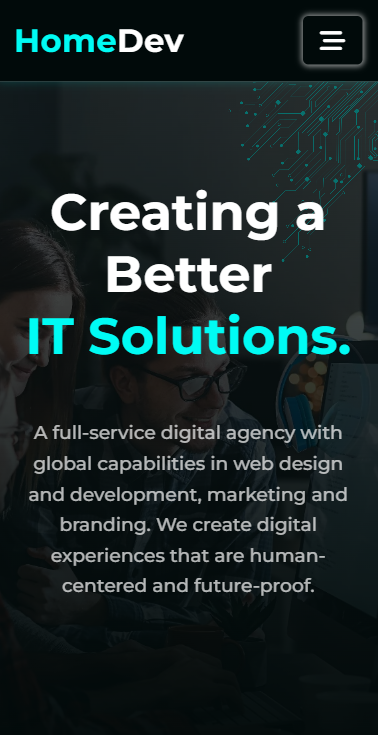 HomeDev
Creating a
Better
IT Solutions.
A full-service digital agency with
global capabilities in web design
and development, marketing and
branding. We create digital
experiences that are human-
centered and future-proof.